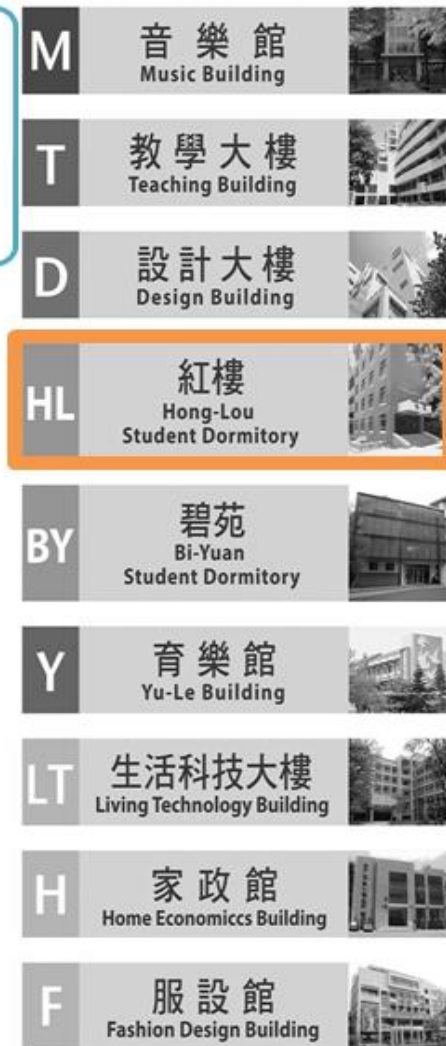 M
音樂館
Music Building
T
教學大樓
Teaching Building
D
設計大樓
Design Building
HL
紅樓
Hong-Lou
Student Dormitory
BY
碧苑
Bi-Yuan
Student Dormitory
Y
育樂館
Yu-Le Building
LT
生活科技大樓
Living Technology Building
H
家政館
Home Economiccs Building
F
服設館
Fashion Design Building